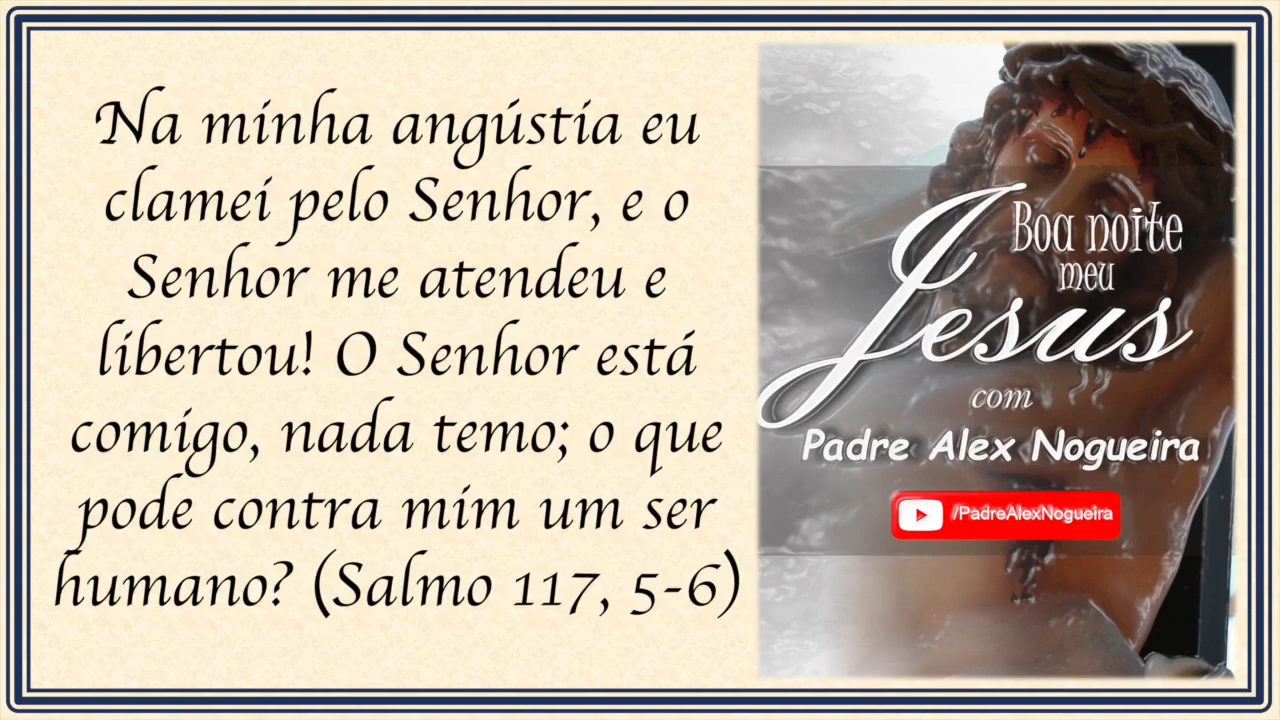 Na minha angústia eu
clamei pelo Senhor, e o
Senhor me atendeu e
libertou! O Senhor está
comigo, nada temo; o que
pode contra mim um ser
humano? (Salmo 117, 5-6)
Boa noite
meu
Jesus
com
Padre Alex Nogueira
/PadreAlexNogueira